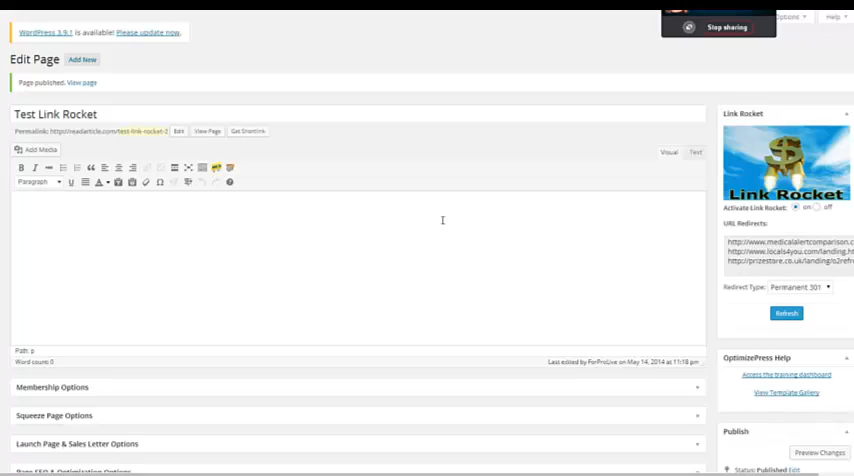 Options
Help
Stop sharing
WordPress 3.9.1 is available! Please update now.
Edit Page
Add New
Page published. View page
Test Link Rocket
Permalink: http://readarticle.com/test-link-rocket-2
Edit
View Page
Get Shortlink
Add Media
Visual
Text
Paragraph
Path: p
Word count: 0
Last edited by ForProLive on May 14, 2014 at 11:18 pm
Membership Options
Squeeze Page Options
Launch Page & Sales Letter Options
Page SEO & Optimisation Options
Link Rocket
Link Rocket
Activate Link Rocket: on off
URL Redirects:
http://www.medicalalertcomparison.c
http://www.locals4you.com/landing.h
http://prizestore.co.uk/landing/o2refr
Redirect Type: Permanent 301
Refresh
OptimizePress Help
Access the training dashboard
View Template Gallery
Publish
Preview Changes
Status: Published Edit